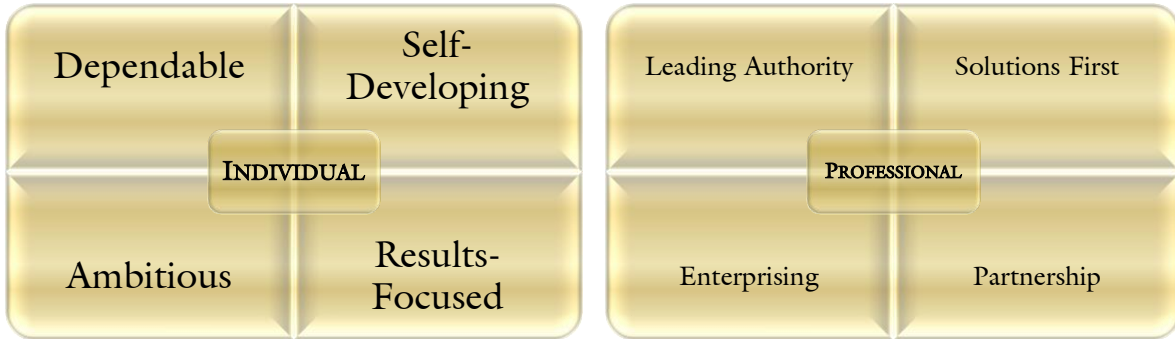 Dependable
Self-
Developing
INDIVIDUAL
Ambitious
Results-
Focused
Leading Authority
Solutions First
PROFESSIONAL
Enterprising
Partnership